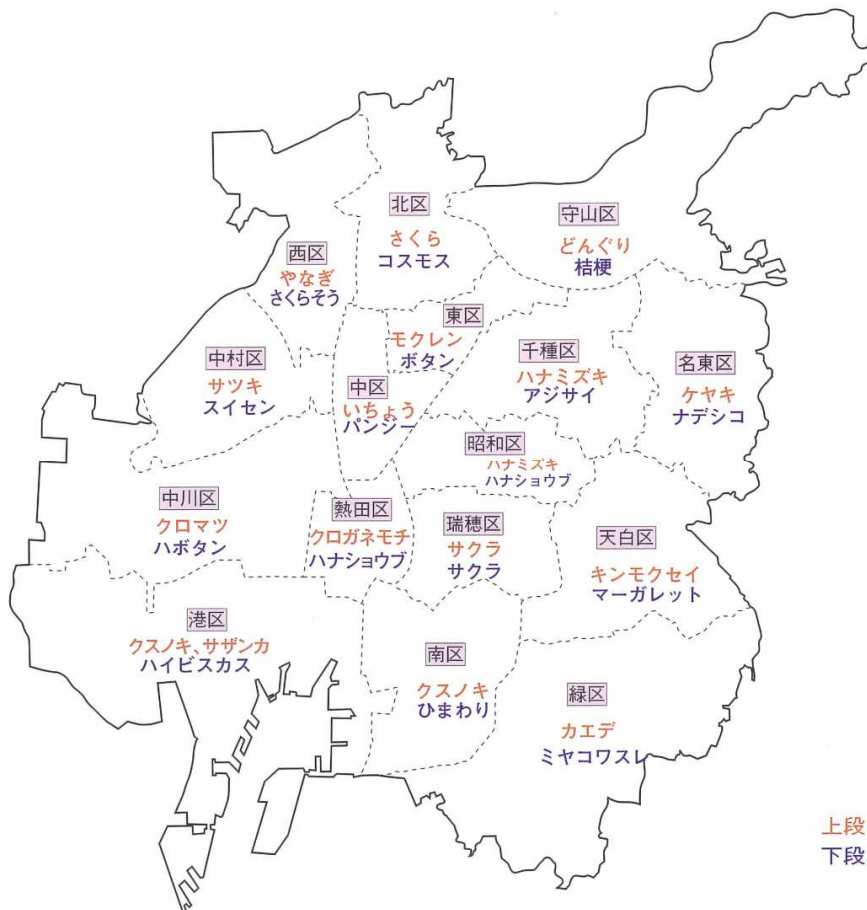 北区
さくら
コスモス
守山区
どんぐり
桔梗
西区
やなぎ
さくらそう
東区
モクレン
ボタン
千種区
ハナミズキ
アジサイ
名東区
ケヤキ
ナデシコ
中村区
サツキ
スイセン
中区
いちょう
パンジー
昭和区
ハナミズキ
ハナショウブ
中川区
クロマツ
ハボタン
熱田区
クロガネモチ
ハナショウブ
瑞穂区
サクラ
サクラ
天白区
キンモクセイ
マーガレット
港区
クスノキ、サザンカ
ハイビスカス
南区
クスノキ
ひまわり
緑区
カエデ
ミヤコワスレ
上段
下段